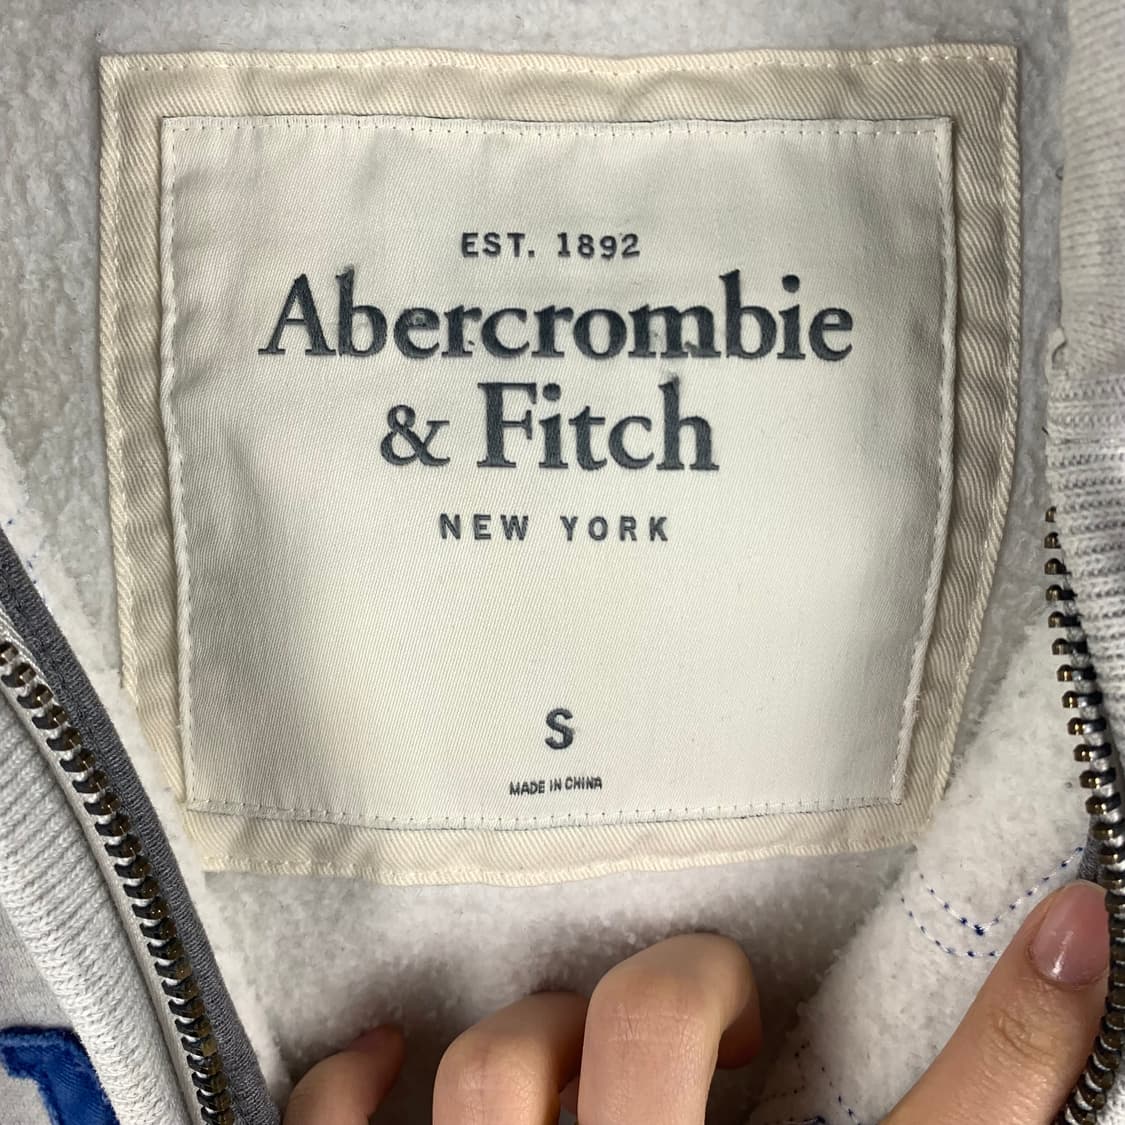 EST. 1892
Abercrombie
& Fitch
NEW YORK
S
MADE IN CHINA